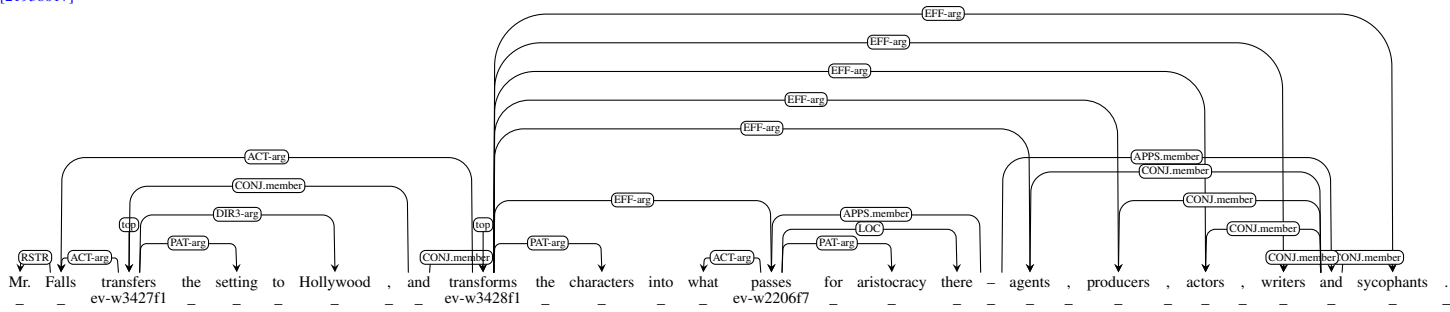 EFF-arg
EFF-arg
EFF-arg
EFF-arg
EFF-arg
ACT-arg APPS.member
CONJ.member CONJ.member
EFF-arg CONJ.member
top DIR3-arg top APPS.member
LOC CONJ.member
PAT-arg PAT-arg PAT-arg
RSTR ACT-arg CONJ.member ACT-arg CONJ.member CONJ.member
Mr. Falls transfers the setting to Hollywood , and transforms the characters into what passes for aristocracy there – agents , producers , actors , writers and sycophants .
_ _ ev-w3427f1 _ _ _ _ _ _ ev-w3428f1 _ _ _ _ ev-w2206f7 _ _ _ _ _ _ _ _ _ _ _ _ _ _